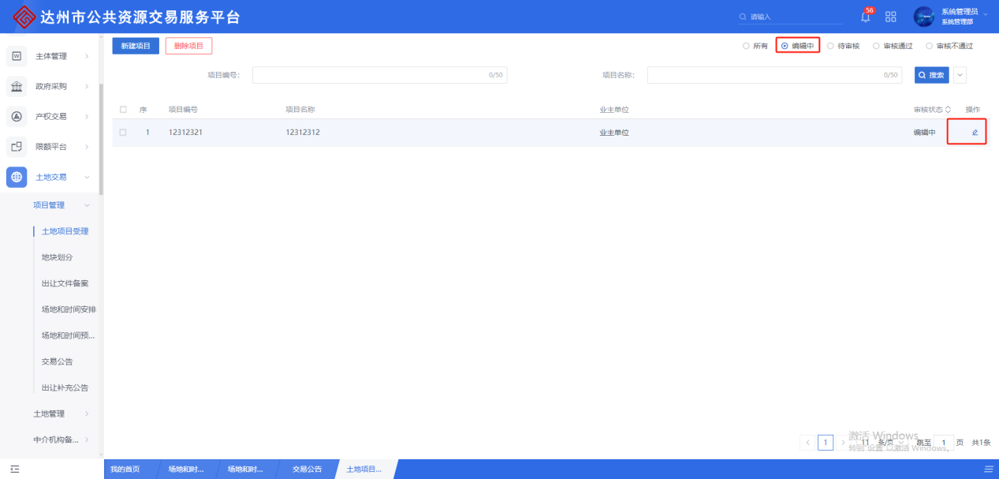 达州市公共资源交易服务平台
请输入
56
系统管理员
系统管理部
主体管理
政府采购
产权交易
限额平台
土地交易
项目管理
土地项目受理
地块划分
出让文件备案
场地和时间安排
场地和时间预...
交易公告
出让补充公告
土地管理
中介机构备...
新建项目 删除项目 所有 编辑中 待审核 审核通过 审核不通过
项目编号： 0/50 项目名称： 0/50 搜索
序 项目编号 项目名称 业主单位 审核状态 操作
1 12312321 12312312 业主单位 编辑中
1 11 条/页 跳至 1 页 共1条
激活 Windows
转到"设置"以激活 Windows。
我的首页 场地和时... 场地和时... 交易公告 土地项目...